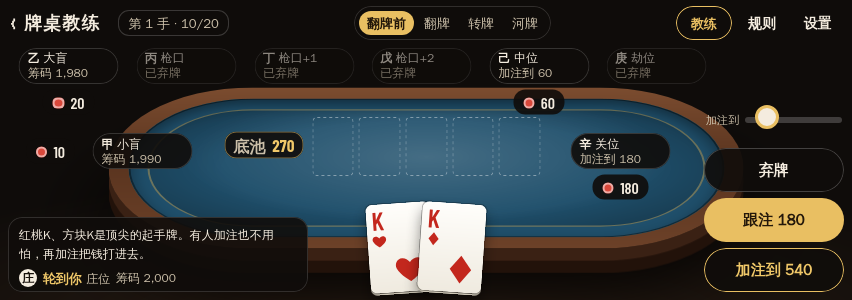 ‹ 牌桌教练
第 1 手 · 10/20
翻牌前 翻牌 转牌 河牌
教练 规则 设置
乙 大盲
筹码 1,980
丙 枪口
已弃牌
丁 枪口+1
已弃牌
戊 枪口+2
已弃牌
己 中位
加注到 60
庚 劫位
已弃牌
20
60
加注到
10
甲 小盲
筹码 1,990
底池 270
辛 关位
加注到 180
180
弃牌
跟注 180
加注到 540
K
K
红桃K、方块K是顶尖的起手牌。有人加注也不用
怕，再加注把钱打进去。
庄 轮到你 庄位 筹码 2,000